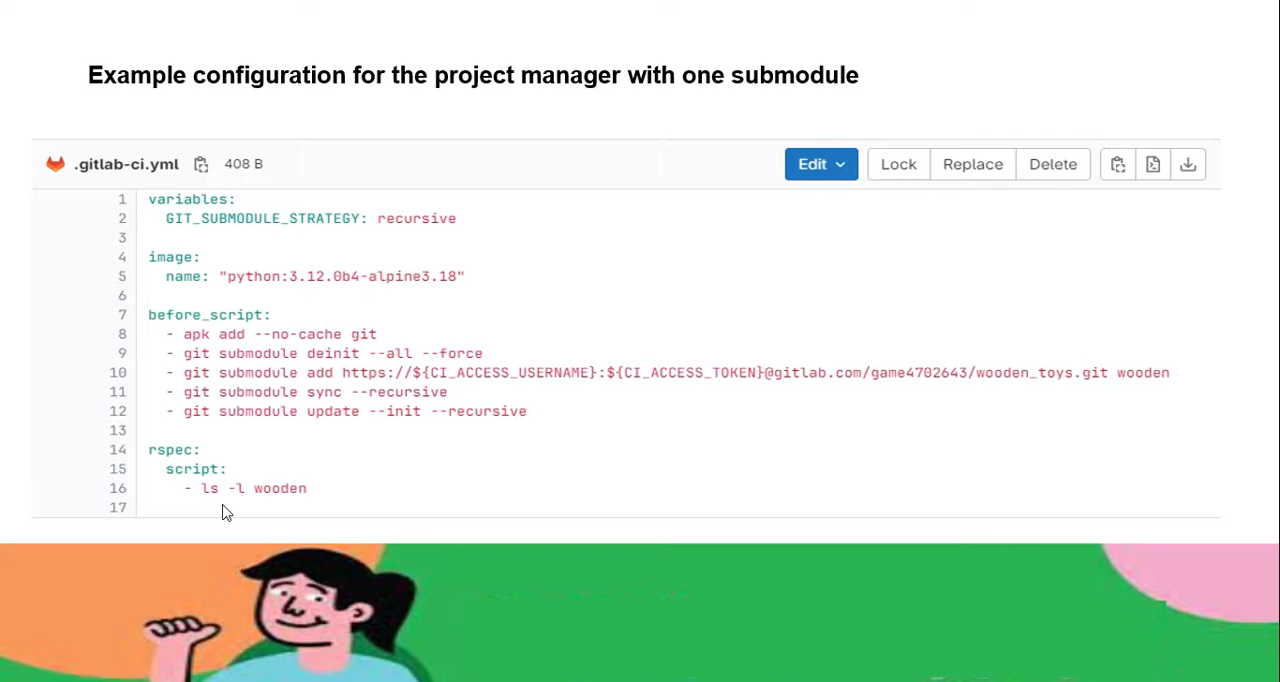 Example configuration for the project manager with one submodule
.gitlab-ci.yml 408 B Edit Lock Replace Delete
1 variables:
2 GIT_SUBMODULE_STRATEGY: recursive
3
4 image:
5 name: "python:3.12.0b4-alpine3.18"
6
7 before_script:
8 - apk add --no-cache git
9 - git submodule deinit --all --force
10 - git submodule add https://${CI_ACCESS_USERNAME}:${CI_ACCESS_TOKEN}@gitlab.com/game4702643/wooden_toys.git wooden
11 - git submodule sync --recursive
12 - git submodule update --init --recursive
13
14 rspec:
15 script:
16 - ls -l wooden
17